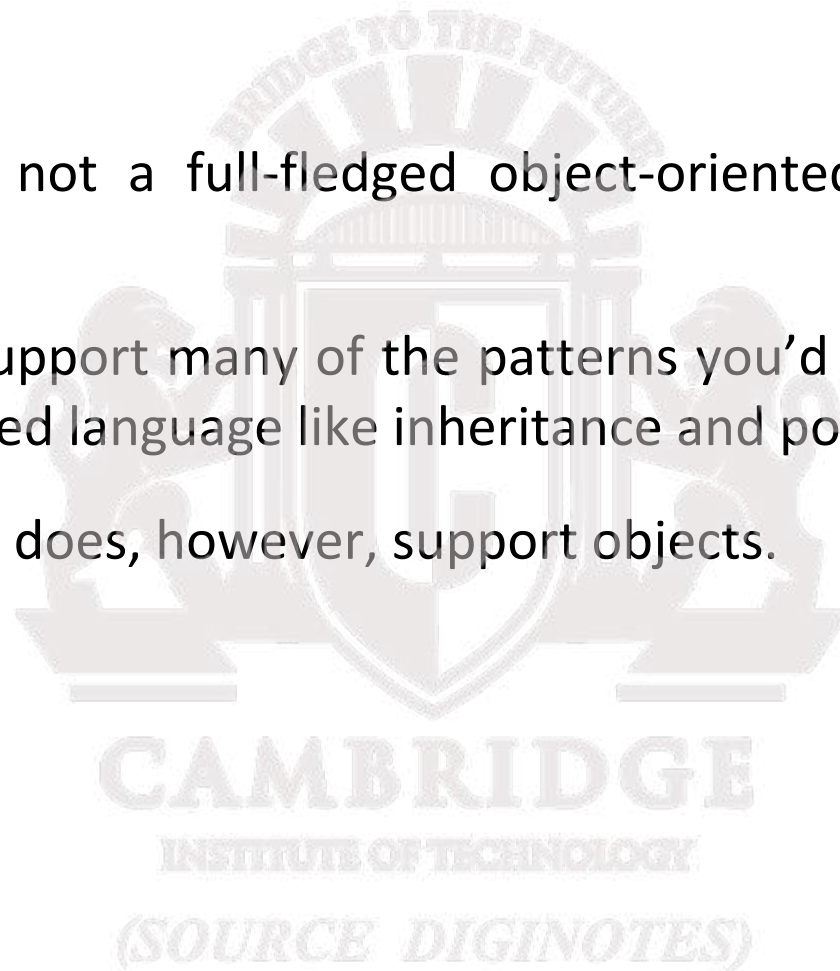 BRIDGE TO THE FUTURE
not a full-fledged object-oriented
upport many of the patterns you’d
ed language like inheritance and po
does, however, support objects.
C
CAMBRIDGE
INSTITUTE OF TECHNOLOGY
(SOURCE DIGINOTES)